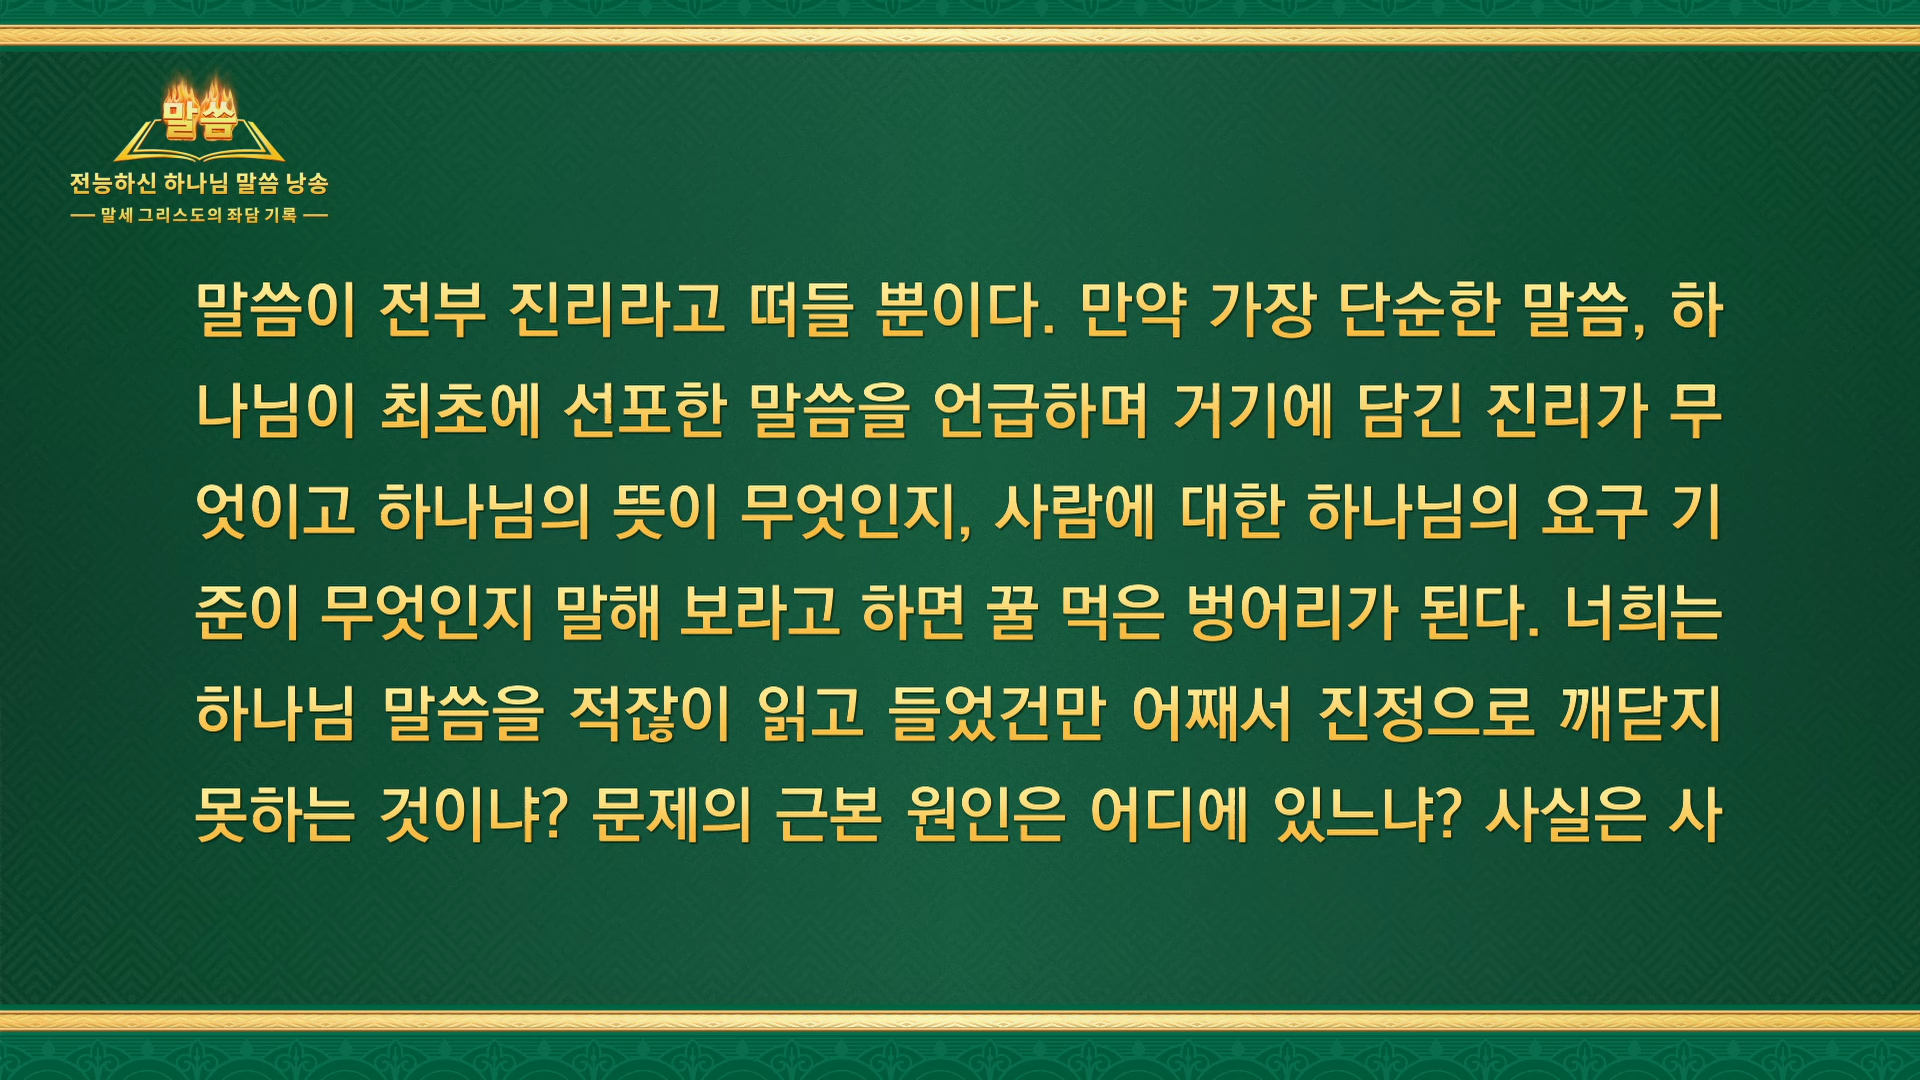 말씀
전능하신 하나님 말씀 낭송
말세 그리스도의 좌담 기록
말씀이 전부 진리라고 떠들 뿐이다. 만약 가장 단순한 말씀, 하
나님이 최초에 선포한 말씀을 언급하며 거기에 담긴 진리가 무
엇이고 하나님의 뜻이 무엇인지, 사람에 대한 하나님의 요구 기
준이 무엇인지 말해 보라고 하면 꿀 먹은 벙어리가 된다. 너희는
하나님 말씀을 적잖이 읽고 들었건만 어째서 진정으로 깨닫지
못하는 것이냐? 문제의 근본 원인은 어디에 있느냐? 사실은 사